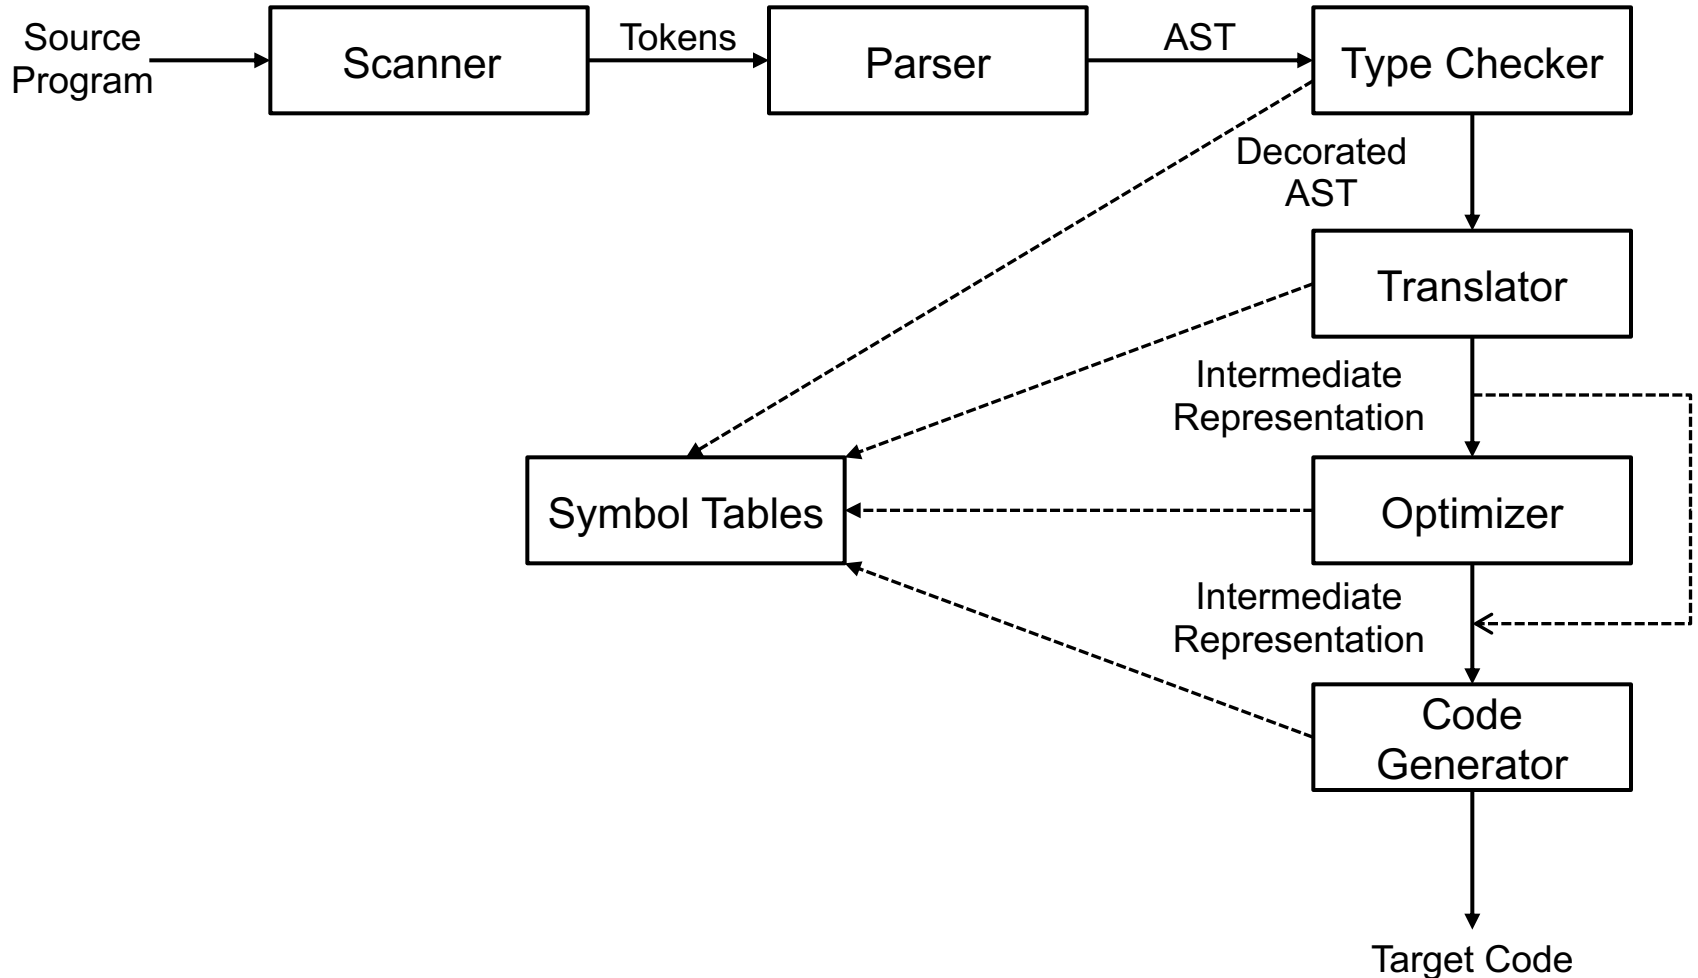 Source
Program
Scanner
Tokens
Parser
AST
Type Checker
Decorated
AST
Translator
Intermediate
Representation
Symbol Tables
Optimizer
Intermediate
Representation
Code
Generator
Target Code